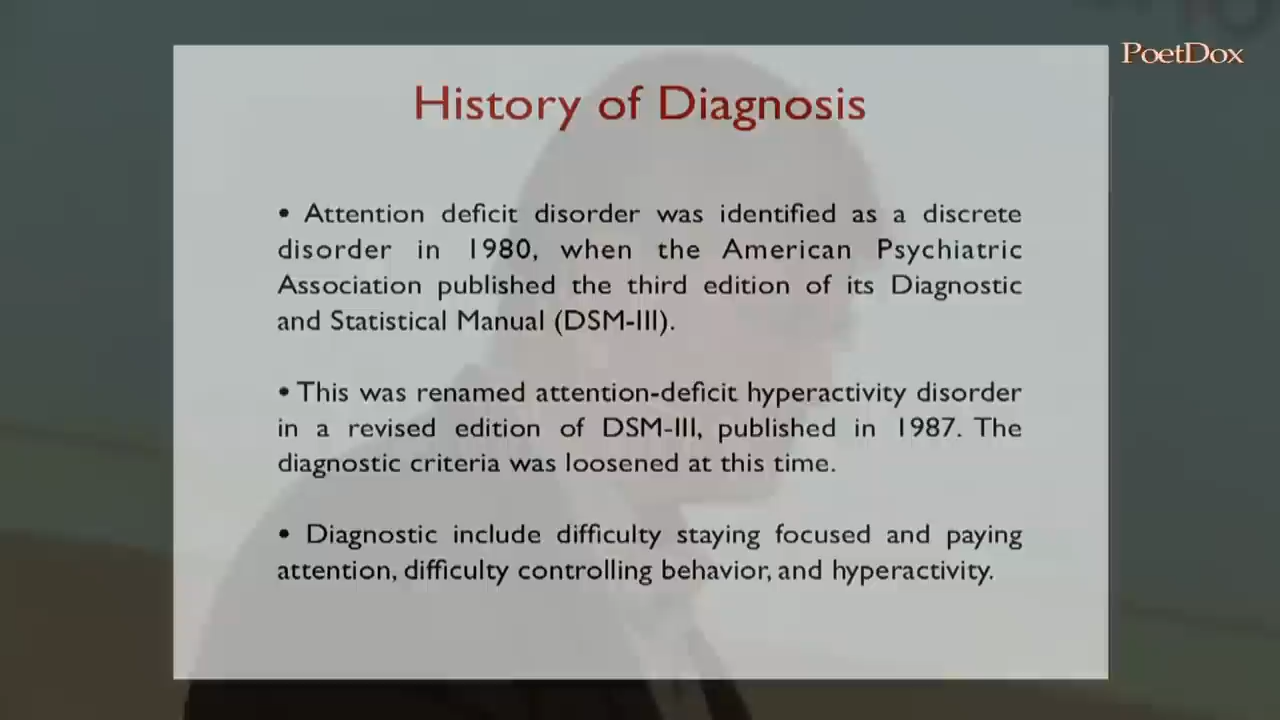 PoetDox
History of Diagnosis
• Attention deficit disorder was identified as a discrete
disorder in 1980, when the American Psychiatric
Association published the third edition of its Diagnostic
and Statistical Manual (DSM-III).
• This was renamed attention-deficit hyperactivity disorder
in a revised edition of DSM-III, published in 1987. The
diagnostic criteria was loosened at this time.
• Diagnostic include difficulty staying focused and paying
attention, difficulty controlling behavior, and hyperactivity.